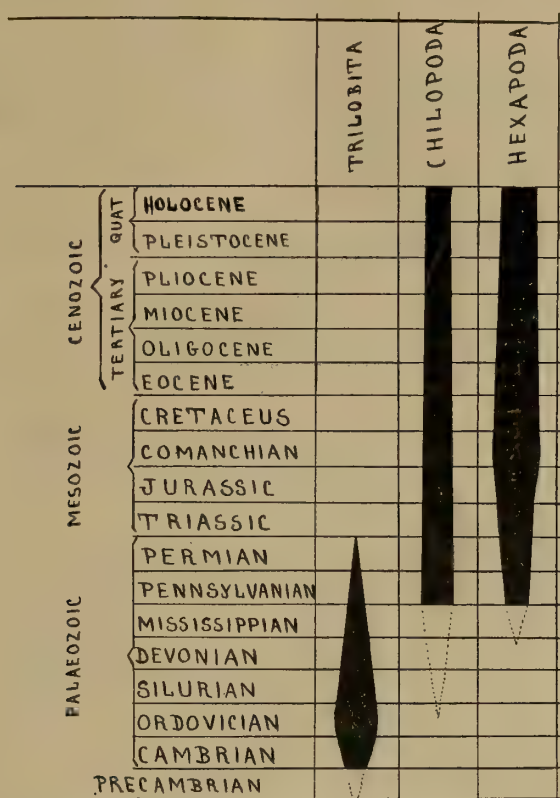 TRILOBITA
CHILOPODA
HEXAPODA
CENOZOIC
QUAT
HOLOCENE
PLEISTOCENE
TERTIARY
PLIOCENE
MIOCENE
OLIGOCENE
EOCENE
MESOZOIC
CRETACEUS
COMANCHIAN
JURASSIC
TRIASSIC
PALAEOZOIC
PERMIAN
PENNSYLVANIAN
MISSISSIPPIAN
DEVONIAN
SILURIAN
ORDOVICIAN
CAMBRIAN
PRECAMBRIAN